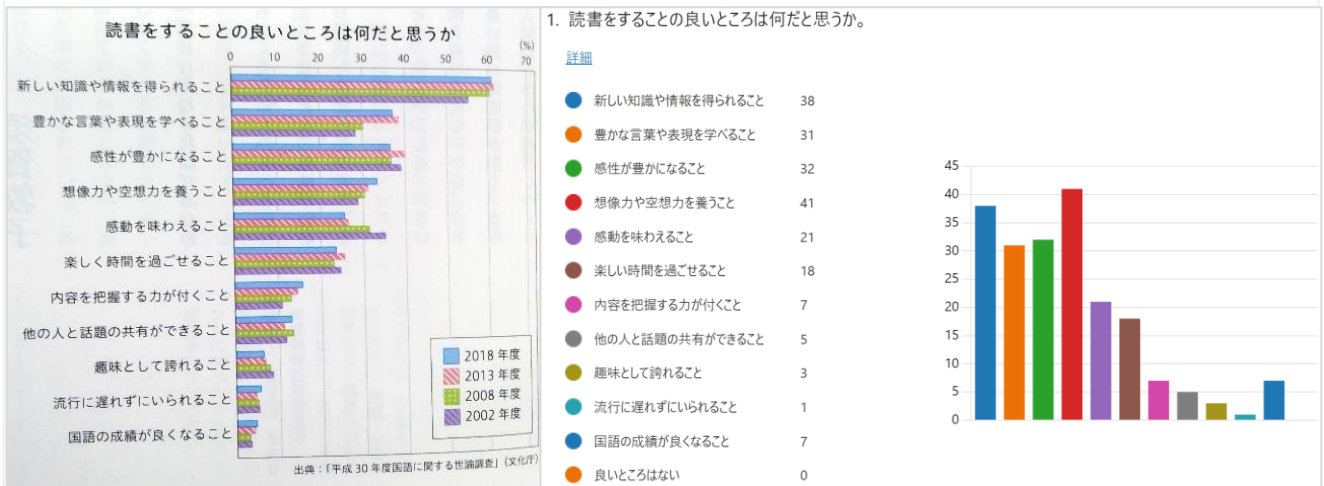 読書をすることの良いところは何だと思うか
(%)
0 10 20 30 40 50 60 70
新しい知識や情報を得られること
豊かな言葉や表現を学べること
感性が豊かになること
想像力や空想力を養うこと
感動を味わえること
楽しく時間を過ごせること
内容を把握する力が付くこと
他の人と話題の共有ができること
趣味として誇れること
流行に遅れずにいられること
国語の成績が良くなること
2018 年度
2013 年度
2008 年度
2002 年度
出典:「平成 30 年度国語に関する世論調査」(文化庁)
1. 読書をすることの良いところは何だと思うか。
詳細
新しい知識や情報を得られること 38
豊かな言葉や表現を学べること 31
感性が豊かになること 32
想像力や空想力を養うこと 41
感動を味わえること 21
楽しい時間を過ごせること 18
内容を把握する力が付くこと 7
他の人と話題の共有ができること 5
趣味として誇れること 3
流行に遅れずにいられること 1
国語の成績が良くなること 7
良いところはない 0
45
40
35
30
25
20
15
10
5
0